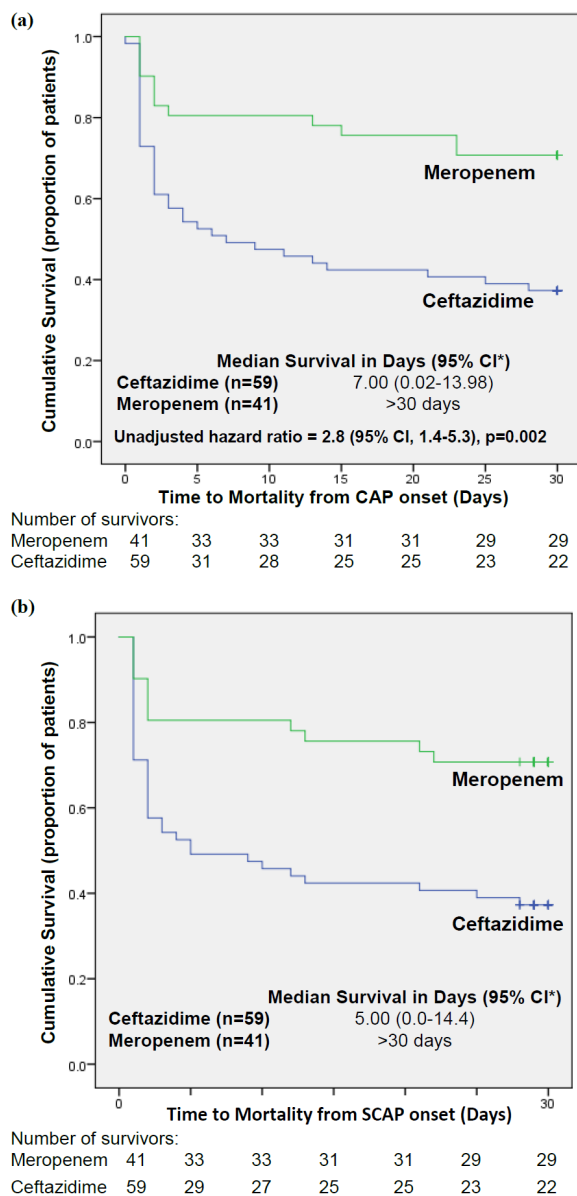 (a)
Cumulative Survival (proportion of patients)
1.0
0.8
0.6
0.4
0.2
0.0
Meropenem
Ceftazidime
Median Survival in Days (95% CI*)
Ceftazidime (n=59) 7.00 (0.02-13.98)
Meropenem (n=41) >30 days
Unadjusted hazard ratio = 2.8 (95% CI, 1.4-5.3), p=0.002
0 5 10 15 20 25 30
Time to Mortality from CAP onset (Days)
Number of survivors:
Meropenem 41 33 33 31 31 29 29
Ceftazidime 59 31 28 25 25 23 22
(b)
Cumulative Survival (proportion of patients)
1.0
0.8
0.6
0.4
0.2
0.0
Meropenem
Ceftazidime
Median Survival in Days (95% CI*)
Ceftazidime (n=59) 5.00 (0.0-14.4)
Meropenem (n=41) >30 days
0 30
Time to Mortality from SCAP onset (Days)
Number of survivors:
Meropenem 41 33 33 31 31 29 29
Ceftazidime 59 29 27 25 25 23 22